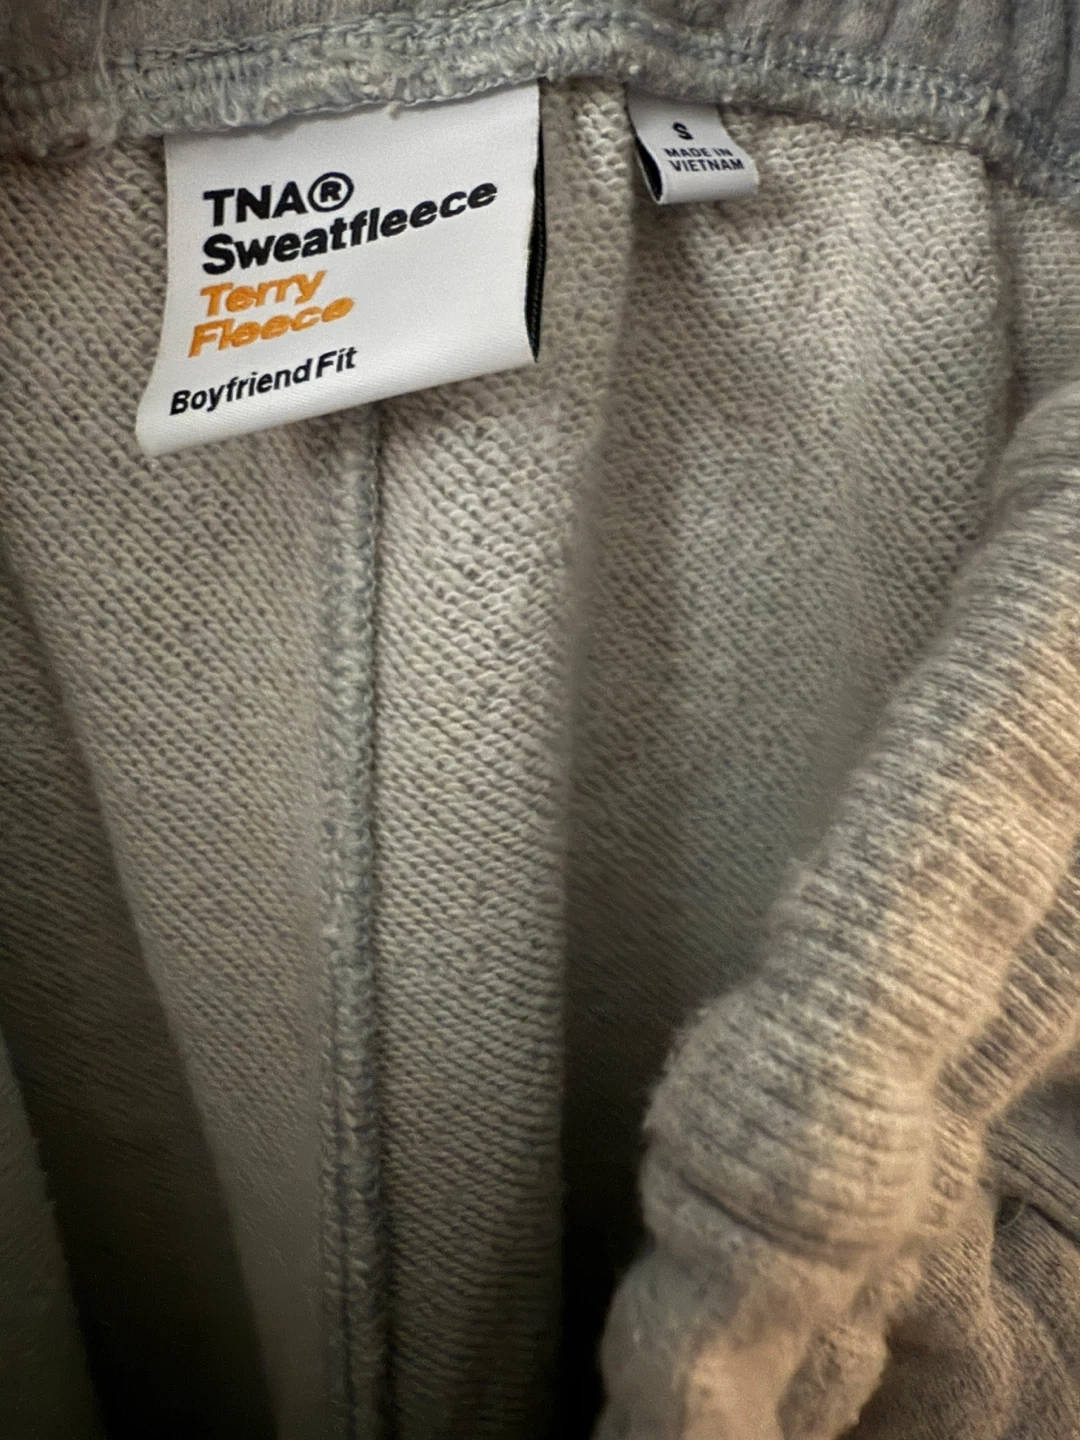 TNA®
Sweatfleece
Terry
Fleece
Boyfriend Fit
S
MADE IN
VIETNAM